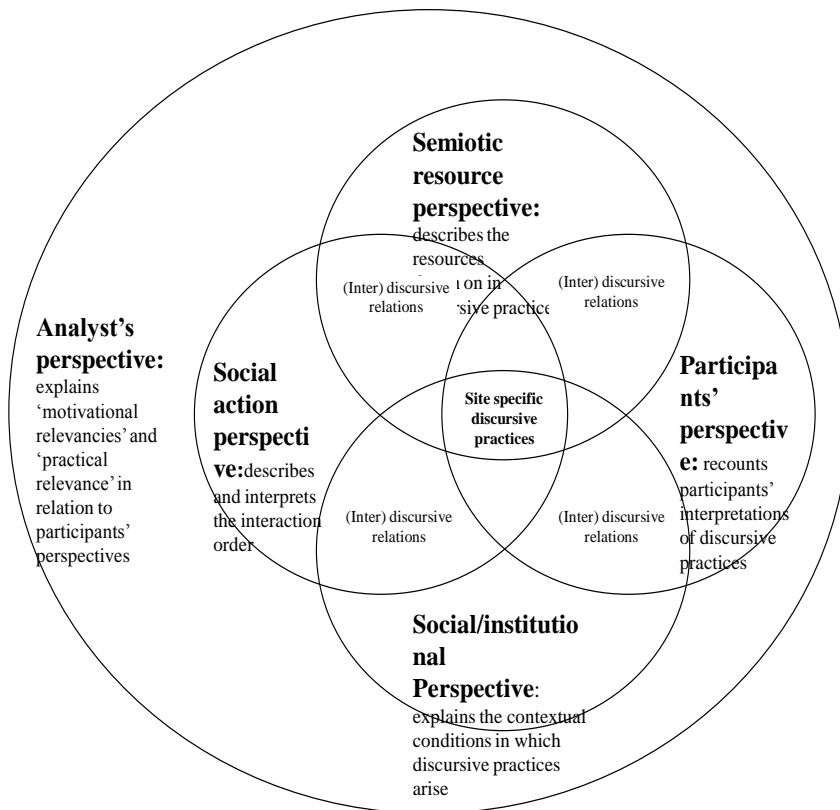 Semiotic
resource
perspective:
describes the
resources
on in
practice
(Inter) discursive
relations
(Inter) discursive
relations
Analyst's
perspective:
explains
‘motivational
relevancies’ and
‘practical
relevance’ in
relation to
participants’
perspectives
Social
action
perspecti
ve:describes
and interprets
the interaction
order
Site specific
discursive
practices
Participa
nts’
perspectiv
e: recounts
participants’
interpretations
of discursive
practices
(Inter) discursive
relations
(Inter) discursive
relations
Social/institutio
nal
Perspective:
explains the contextual
conditions in which
discursive practices
arise